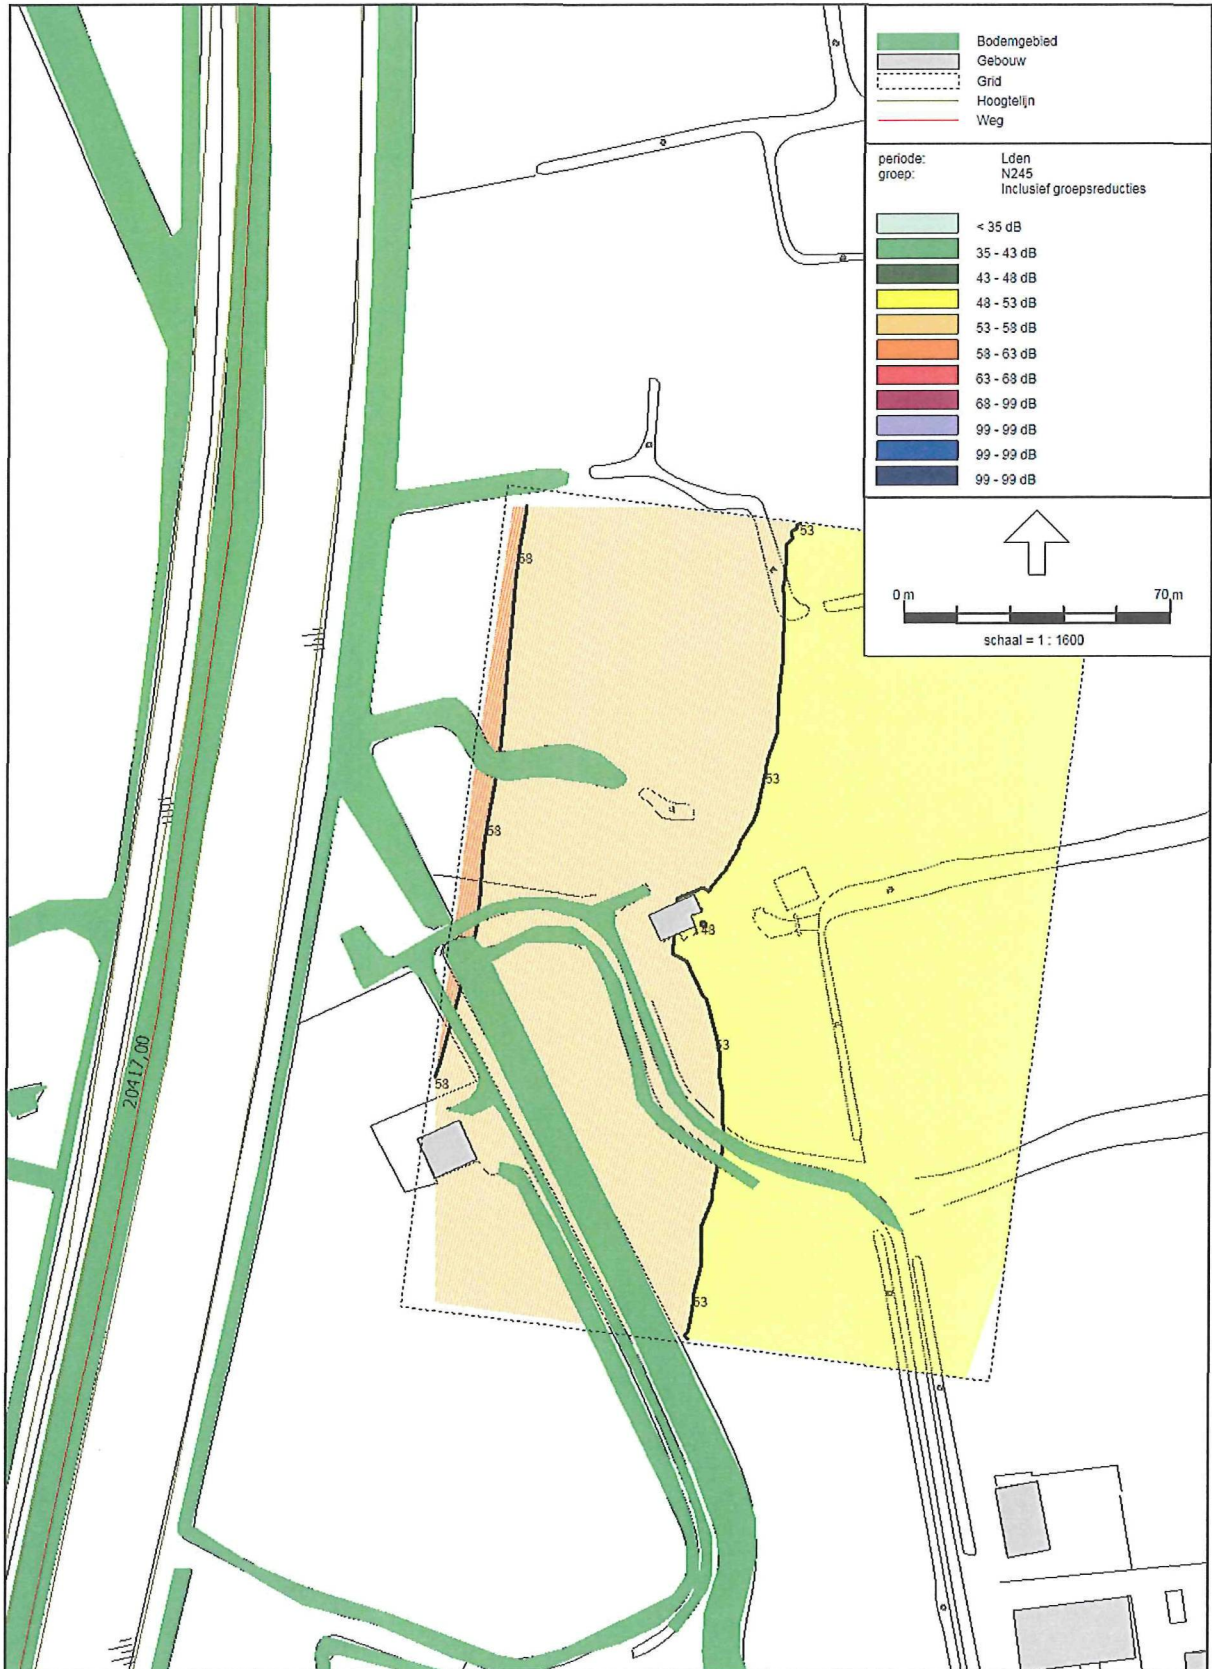 Bodemgebied
Gebouw
Grid
Hoogtelijn
Weg
periode: Lden
groep: N245
Inclusief groepsreducties
< 35 dB
35 - 43 dB
43 - 48 dB
48 - 53 dB
53 - 58 dB
58 - 63 dB
63 - 68 dB
68 - 99 dB
99 - 99 dB
99 - 99 dB
99 - 99 dB
0 m 70 m
schaal = 1 : 1600
53
58
53
58
48
53
58
20417,00
53